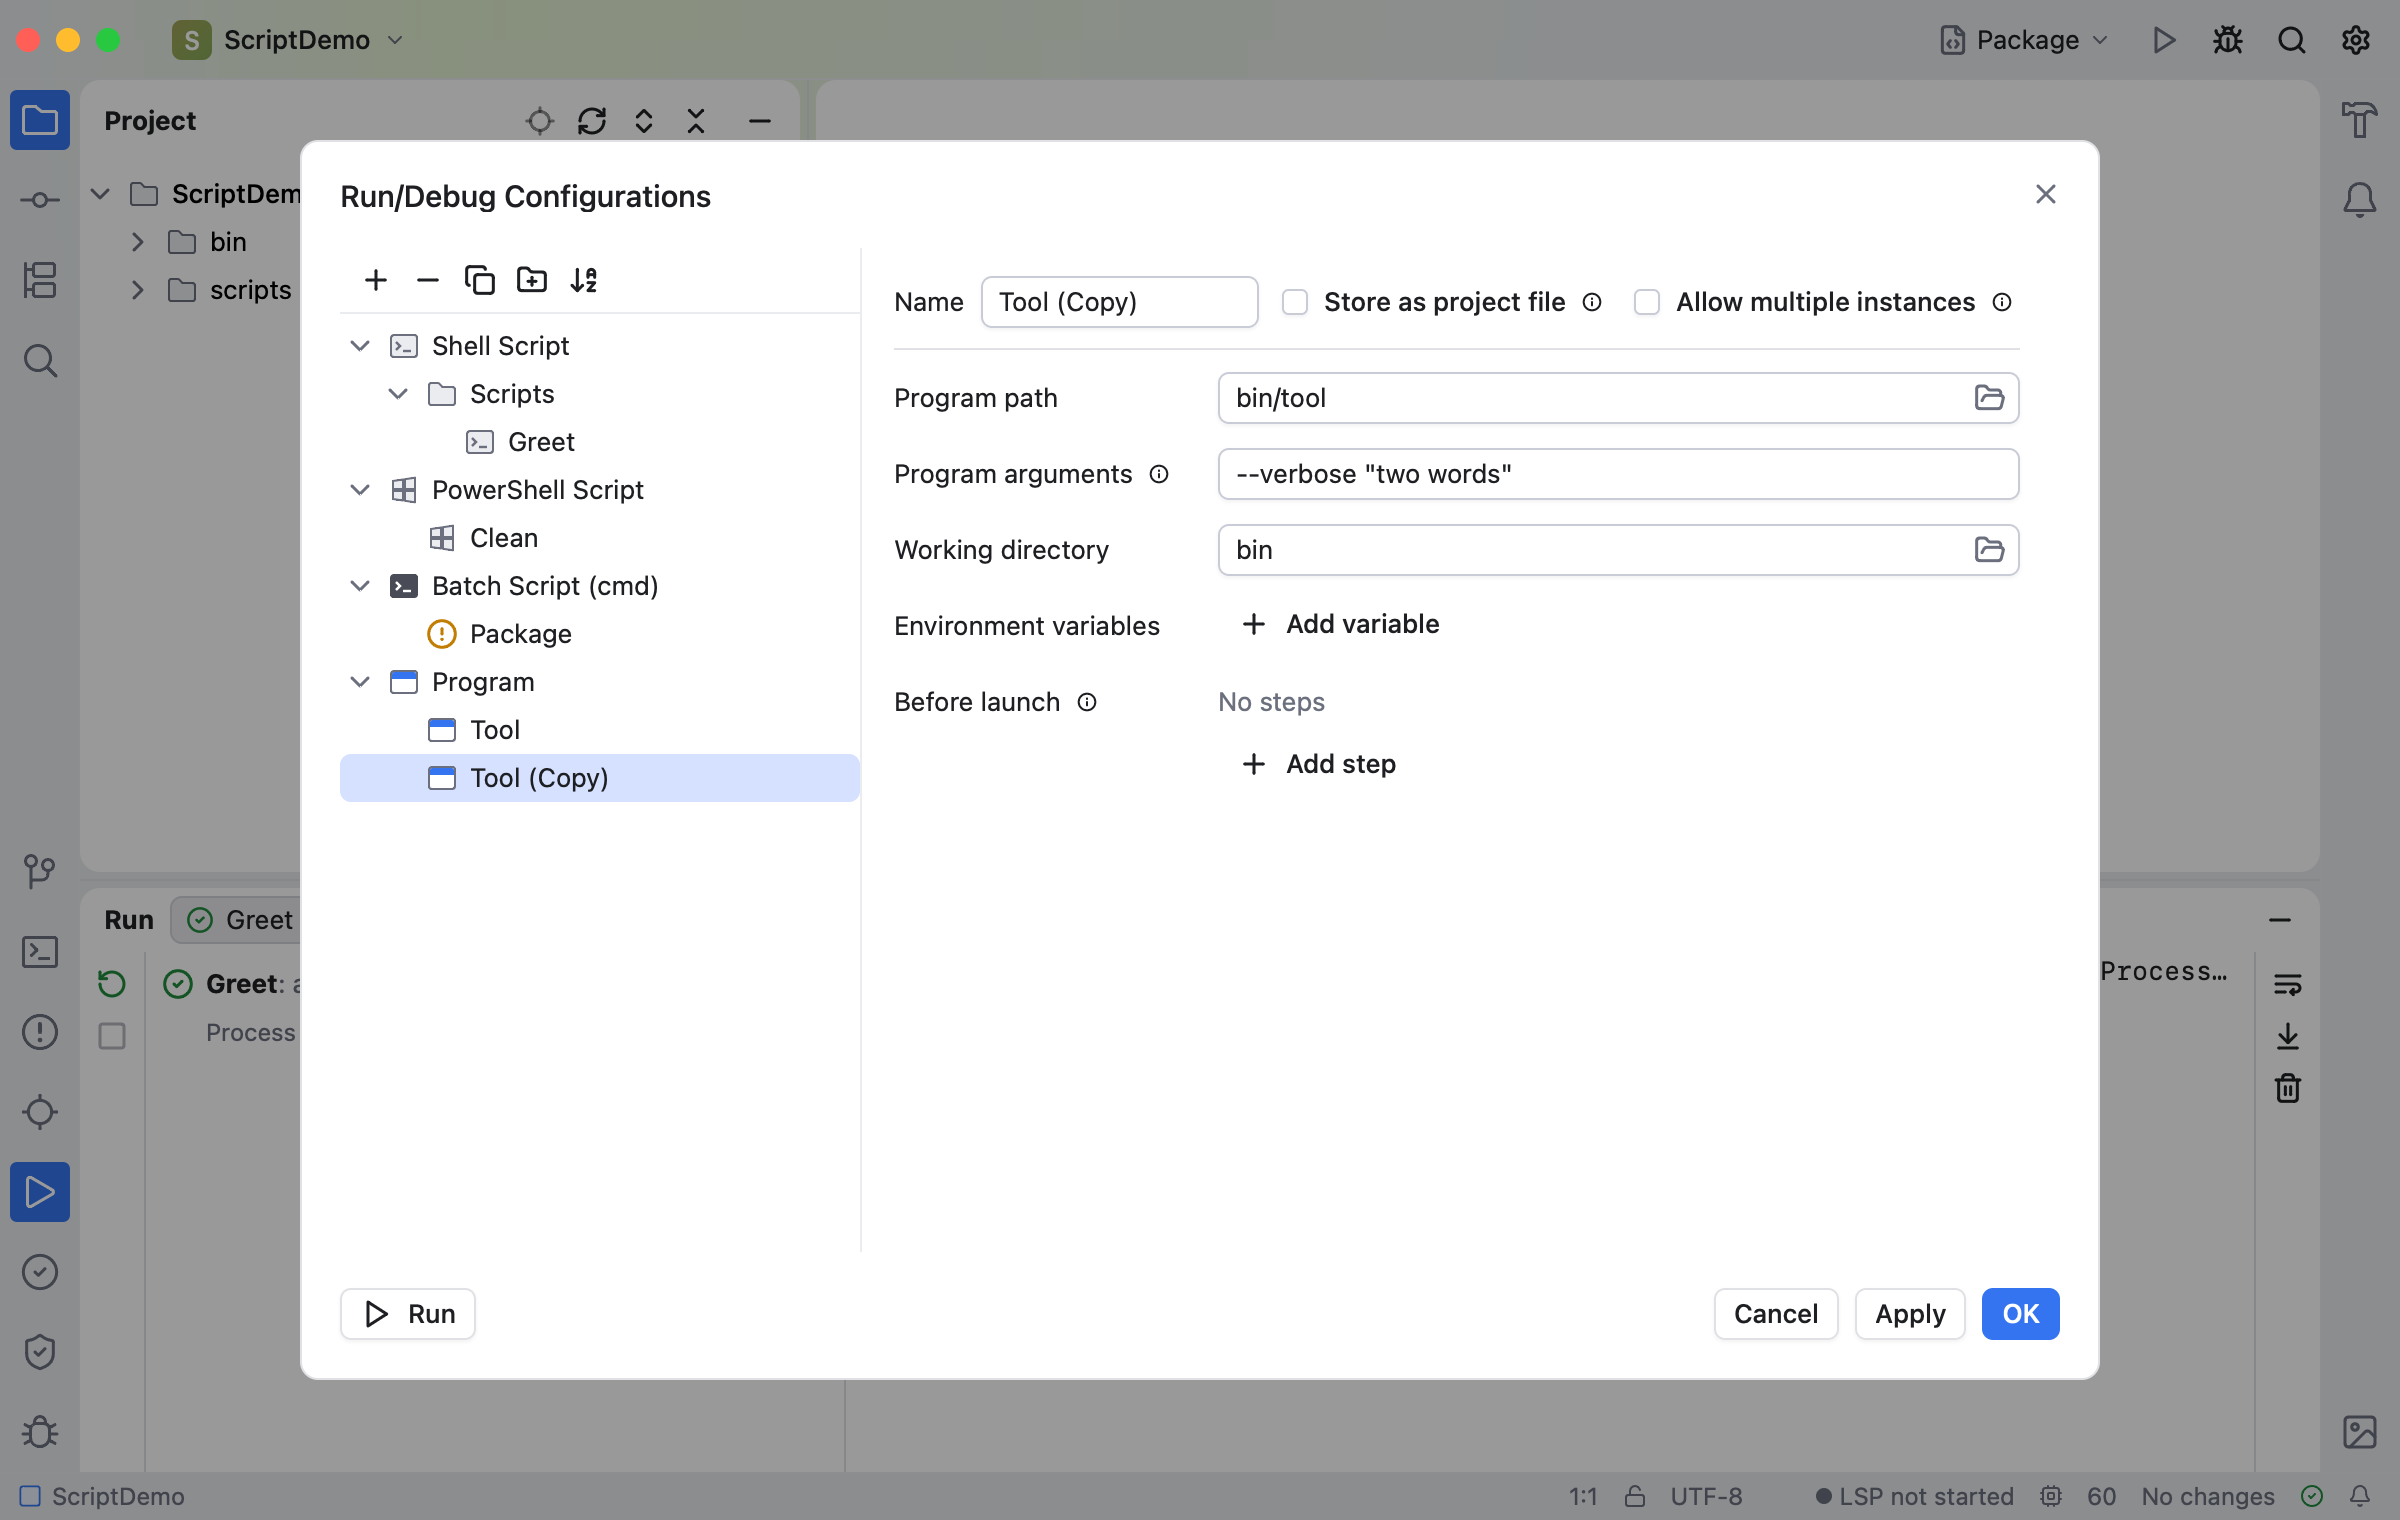 S ScriptDemo
Package
Project
ScriptDem
bin
scripts
Run/Debug Configurations
Shell Script
Scripts
Greet
PowerShell Script
Clean
Batch Script (cmd)
Package
Program
Tool
Tool (Copy)
Name Tool (Copy) Store as project file Allow multiple instances
Program path bin/tool
Program arguments --verbose "two words"
Working directory bin
Environment variables Add variable
Before launch No steps
Add step
Run Cancel Apply OK
Run Greet
Greet: a
Process
Process…
ScriptDemo 1:1 UTF-8 LSP not started 60 No changes